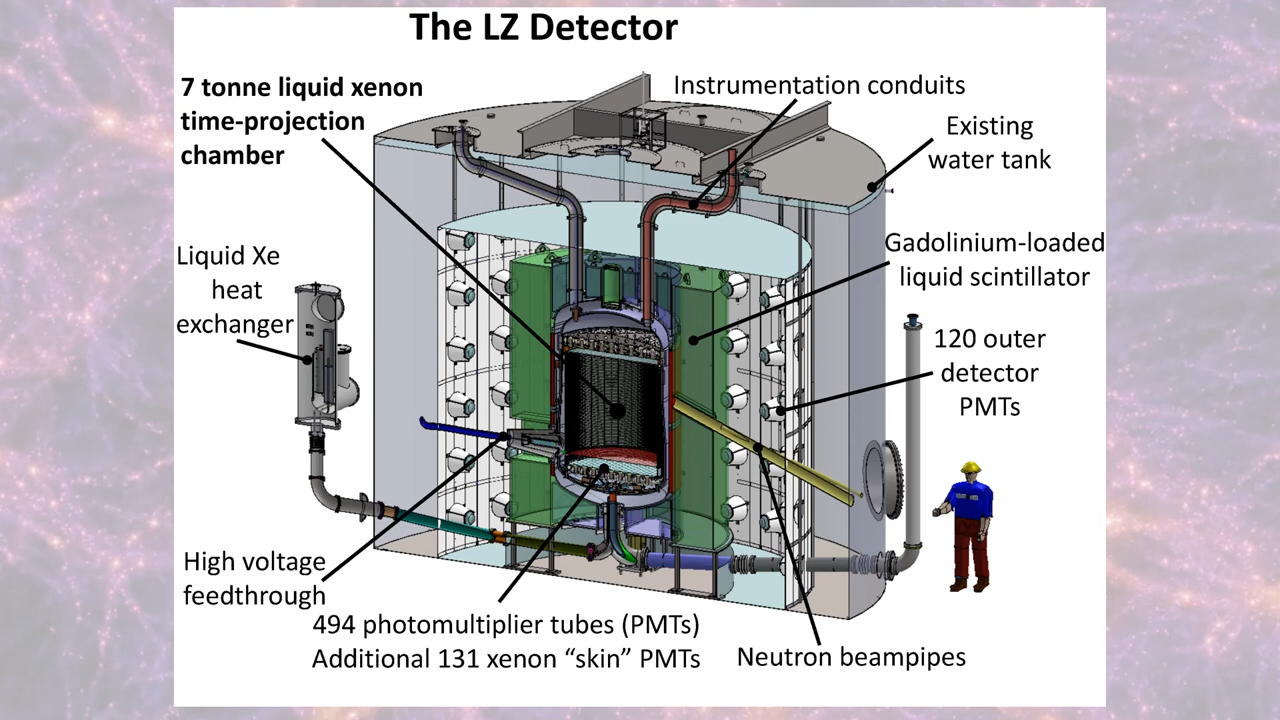 The LZ Detector
7 tonne liquid xenon
time-projection
chamber
Instrumentation conduits
Existing
water tank
Gadolinium-loaded
liquid scintillator
Liquid Xe
heat
exchanger
120 outer
detector
PMTs
High voltage
feedthrough
494 photomultiplier tubes (PMTs)
Additional 131 xenon “skin” PMTs
Neutron beampipes